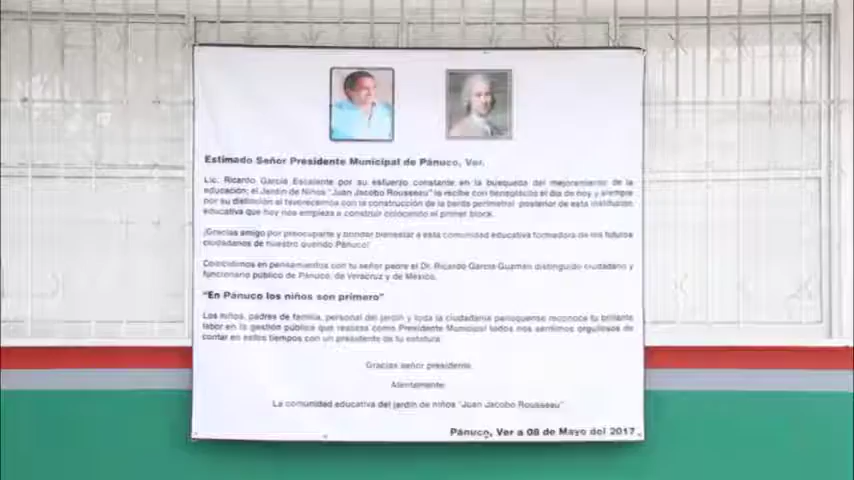 Estimado Señor Presidente Municipal de Pánuco, Ver.
Lic. Ricardo García Escalante por su esfuerzo constante en la busqueda del mejoramiento de la
educación; el Jardín de Niños "Juan Jacobo Rousseau" le recibe con beneplácito el día de hoy y siempre
por su distinción al favorecernos con la construcción de la barda perimetral posterior de esta institución
educativa que hoy nos empieza a construir colocando el primer block.
¡Gracias amigo por preocuparte y brindar bienestar a esta comunidad educativa formadora de los futuros
ciudadanos de nuestro querido Pánuco!
Coincidimos en pensamientos con tu señor padre el Dr. Ricardo García Guzmán distinguido ciudadano y
funcionario público de Pánuco, de Veracruz y de México.
"En Pánuco los niños son primero"
Los niños, padres de familia, personal del jardín y toda la ciudadanía panuquense reconoce tu brillante
labor en la gestión pública que realizas como Presidente Municipal todos nos sentimos orgullosos de
contar en estos tiempos con un presidente de tu estatura.
Gracias señor presidente.
Atentamente:
La comunidad educativa del jardín de niños "Juan Jacobo Rousseau"
Pánuco, Ver a 08 de Mayo del 2017.